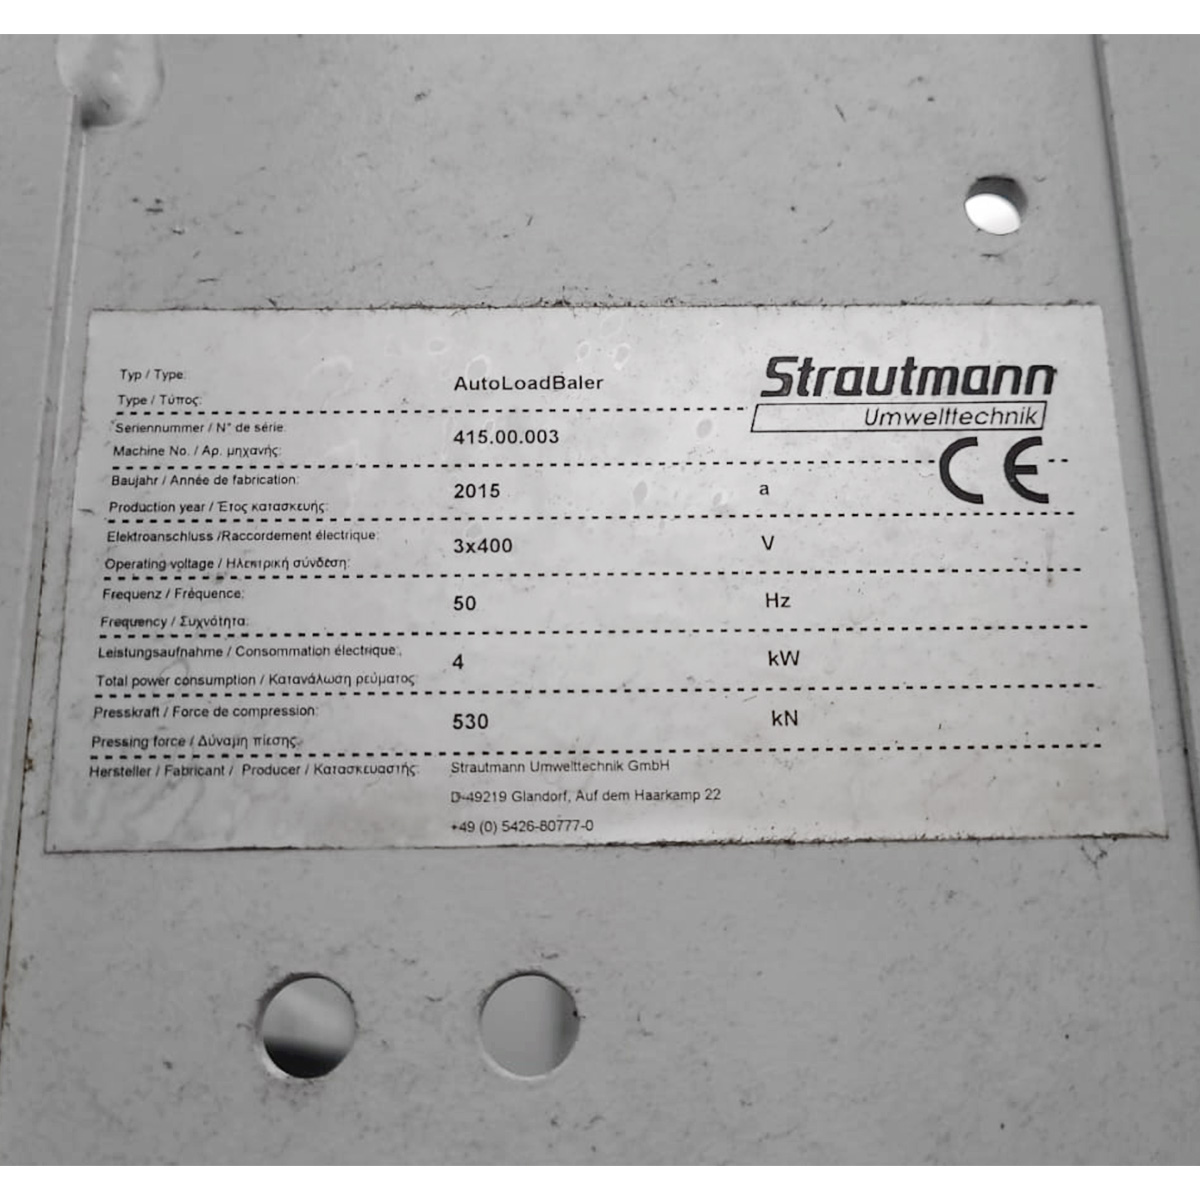 Strautmann
Umwelttechnik
CE
Typ / Type:
Type / Τύπος:
AutoLoadBaler
Seriennummer / N° de série:
Machine No. / Αρ. μηχανής:
415.00.003
Baujahr / Année de fabrication:
Production year / Έτος κατασκευής:
2015 a
Elektroanschluss /Raccordement électrique:
Operating voltage / Ηλεκτρική σύνδεση:
3x400 V
Frequenz / Fréquence:
Frequency / Συχνότητα:
50 Hz
Leistungsaufnahme / Consommation électrique:
Total power consumption / Κατανάλωση ρεύματος:
4 kW
Presskraft / Force de compression:
Pressing force / Δύναμη πίεσης:
530 kN
Hersteller / Fabricant / Producer / Κατασκευαστής: Strautmann Umwelttechnik GmbH
D-49219 Glandorf, Auf dem Haarkamp 22
+49 (0) 5426-80777-0